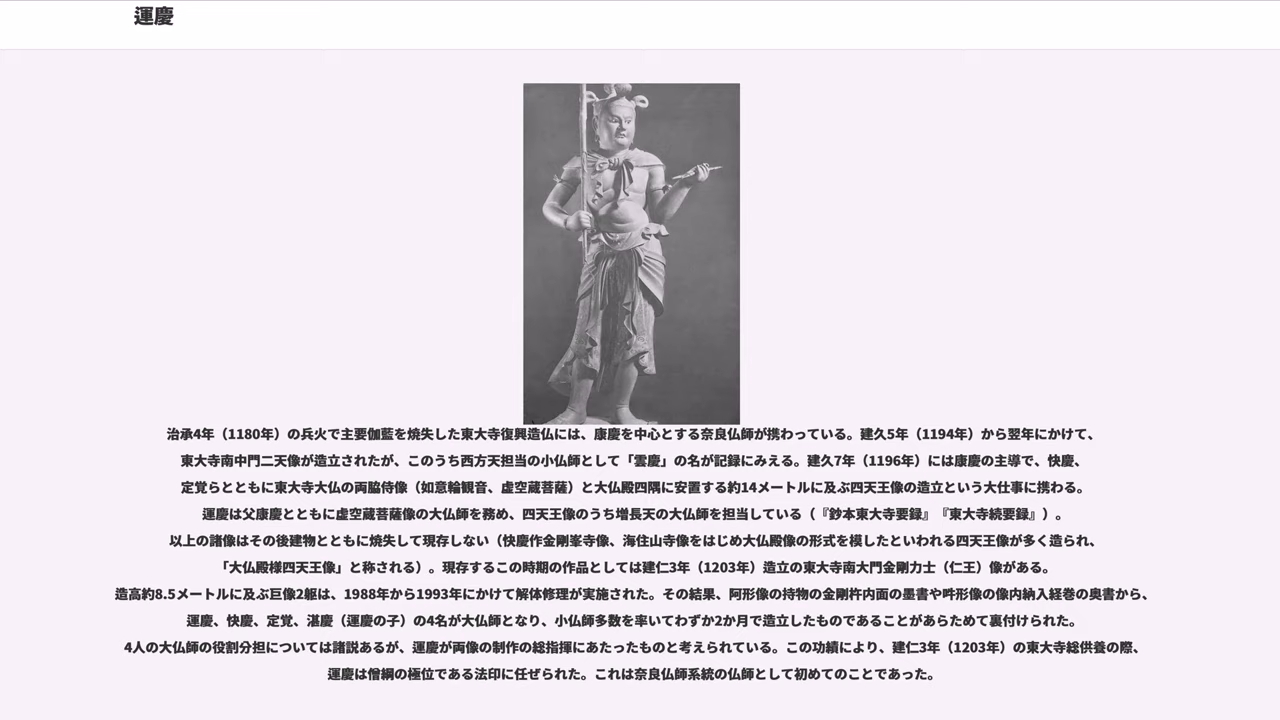 運慶
治承4年（1180年）の兵火で主要伽藍を焼失した東大寺復興造仏には、康慶を中心とする奈良仏師が携わっている。建久5年（1194年）から翌年にかけて、
東大寺南中門二天像が造立されたが、このうち西方天担当の小仏師として「雲慶」の名が記録にみえる。建久7年（1196年）には康慶の主導で、快慶、
定覚らとともに東大寺大仏の両脇侍像（如意輪観音、虚空蔵菩薩）と大仏殿四隅に安置する約14メートルに及ぶ四天王像の造立という大仕事に携わる。
運慶は父康慶とともに虚空蔵菩薩像の大仏師を務め、四天王像のうち増長天の大仏師を担当している（『鈔本東大寺要録』『東大寺続要録』）。
以上の諸像はその後建物とともに焼失して現存しない（快慶作金剛峯寺像、海住山寺像をはじめ大仏殿像の形式を模したといわれる四天王像が多く造られ、
「大仏殿様四天王像」と称される）。現存するこの時期の作品としては建仁3年（1203年）造立の東大寺南大門金剛力士（仁王）像がある。
造高約8.5メートルに及ぶ巨像2躯は、1988年から1993年にかけて解体修理が実施された。その結果、阿形像の持物の金剛杵内面の墨書や吽形像の像内納入経巻の奥書から、
運慶、快慶、定覚、湛慶（運慶の子）の4名が大仏師となり、小仏師多数を率いてわずか2か月で造立したものであることがあらためて裏付けられた。
4人の大仏師の役割分担については諸説あるが、運慶が両像の制作の総指揮にあたったものと考えられている。この功績により、建仁3年（1203年）の東大寺総供養の際、
運慶は僧綱の極位である法印に任ぜられた。これは奈良仏師系統の仏師として初めてのことであった。